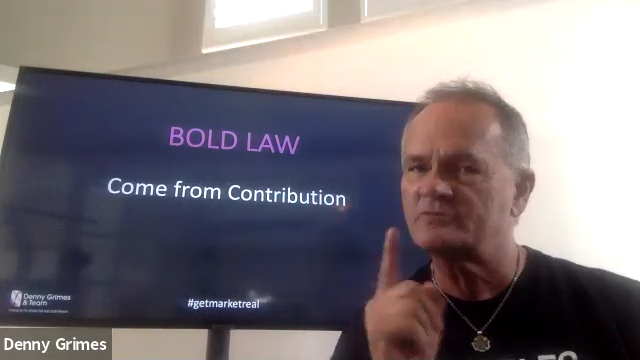 BOLD LAW
Come from Contribution
Denny Grimes
& Team
#getmarketreal
Denny Grimes